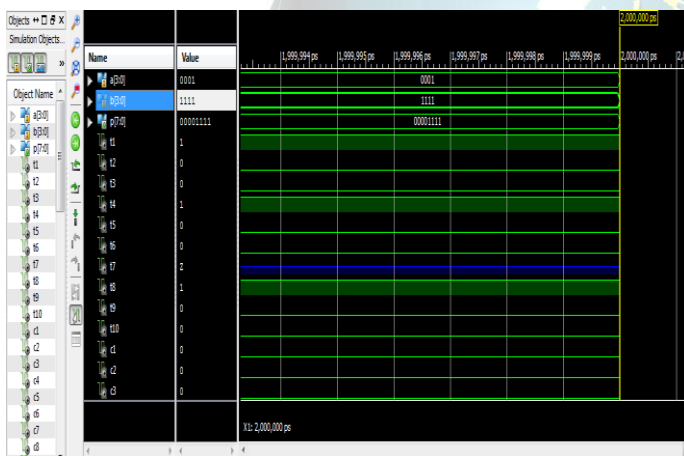 Objects
Simulation Objects...
Object Name
a[3:0]
b[3:0]
p[7:0]
t1
t2
t3
t4
t5
t6
t7
t8
t9
t10
c1
c2
c3
c4
c5
c6
c7
c8
Name Value
a[3:0] 0001
b[3:0] 1111
p[7:0] 00001111
t1 1
t2 0
t3 0
t4 1
t5 0
t6 0
t7 Z
t8 1
t9 0
t10 0
c1 0
c2 0
c3 0
2,000,000 ps
1,999,994 ps 1,999,995 ps 1,999,996 ps 1,999,997 ps 1,999,998 ps 1,999,999 ps 2,000,000 ps
0001
1111
00001111
X1: 2,000,000 ps